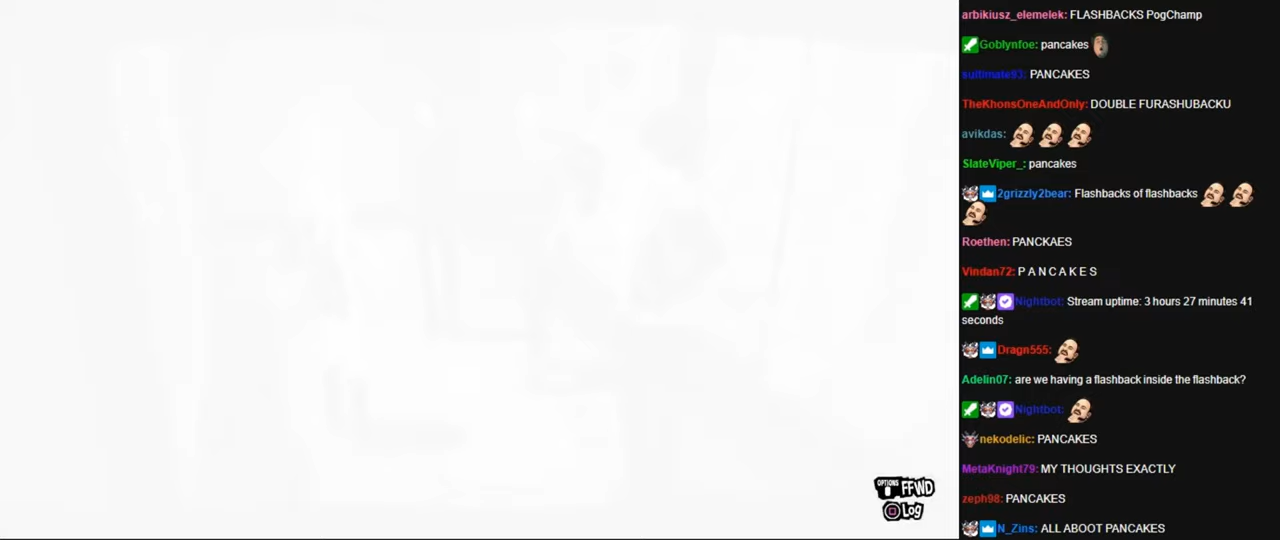 arbikiusz_elemelek: FLASHBACKS PogChamp
Goblynfoe: pancakes
suitimate93: PANCAKES
TheKhonsOneAndOnly: DOUBLE FURASHUBACKU
avikdas:
SlateViper_: pancakes
2grizzly2bear: Flashbacks of flashbacks
Roethen: PANCKAES
Vindan72: P A N C A K E S
Nightbot: Stream uptime: 3 hours 27 minutes 41
seconds
Dragn555:
Adelin07: are we having a flashback inside the flashback?
Nightbot:
nekodelic: PANCAKES
MetaKnight79: MY THOUGHTS EXACTLY
zeph98: PANCAKES
N_Zins: ALL ABOOT PANCAKES
OPTIONS FFWD
Log